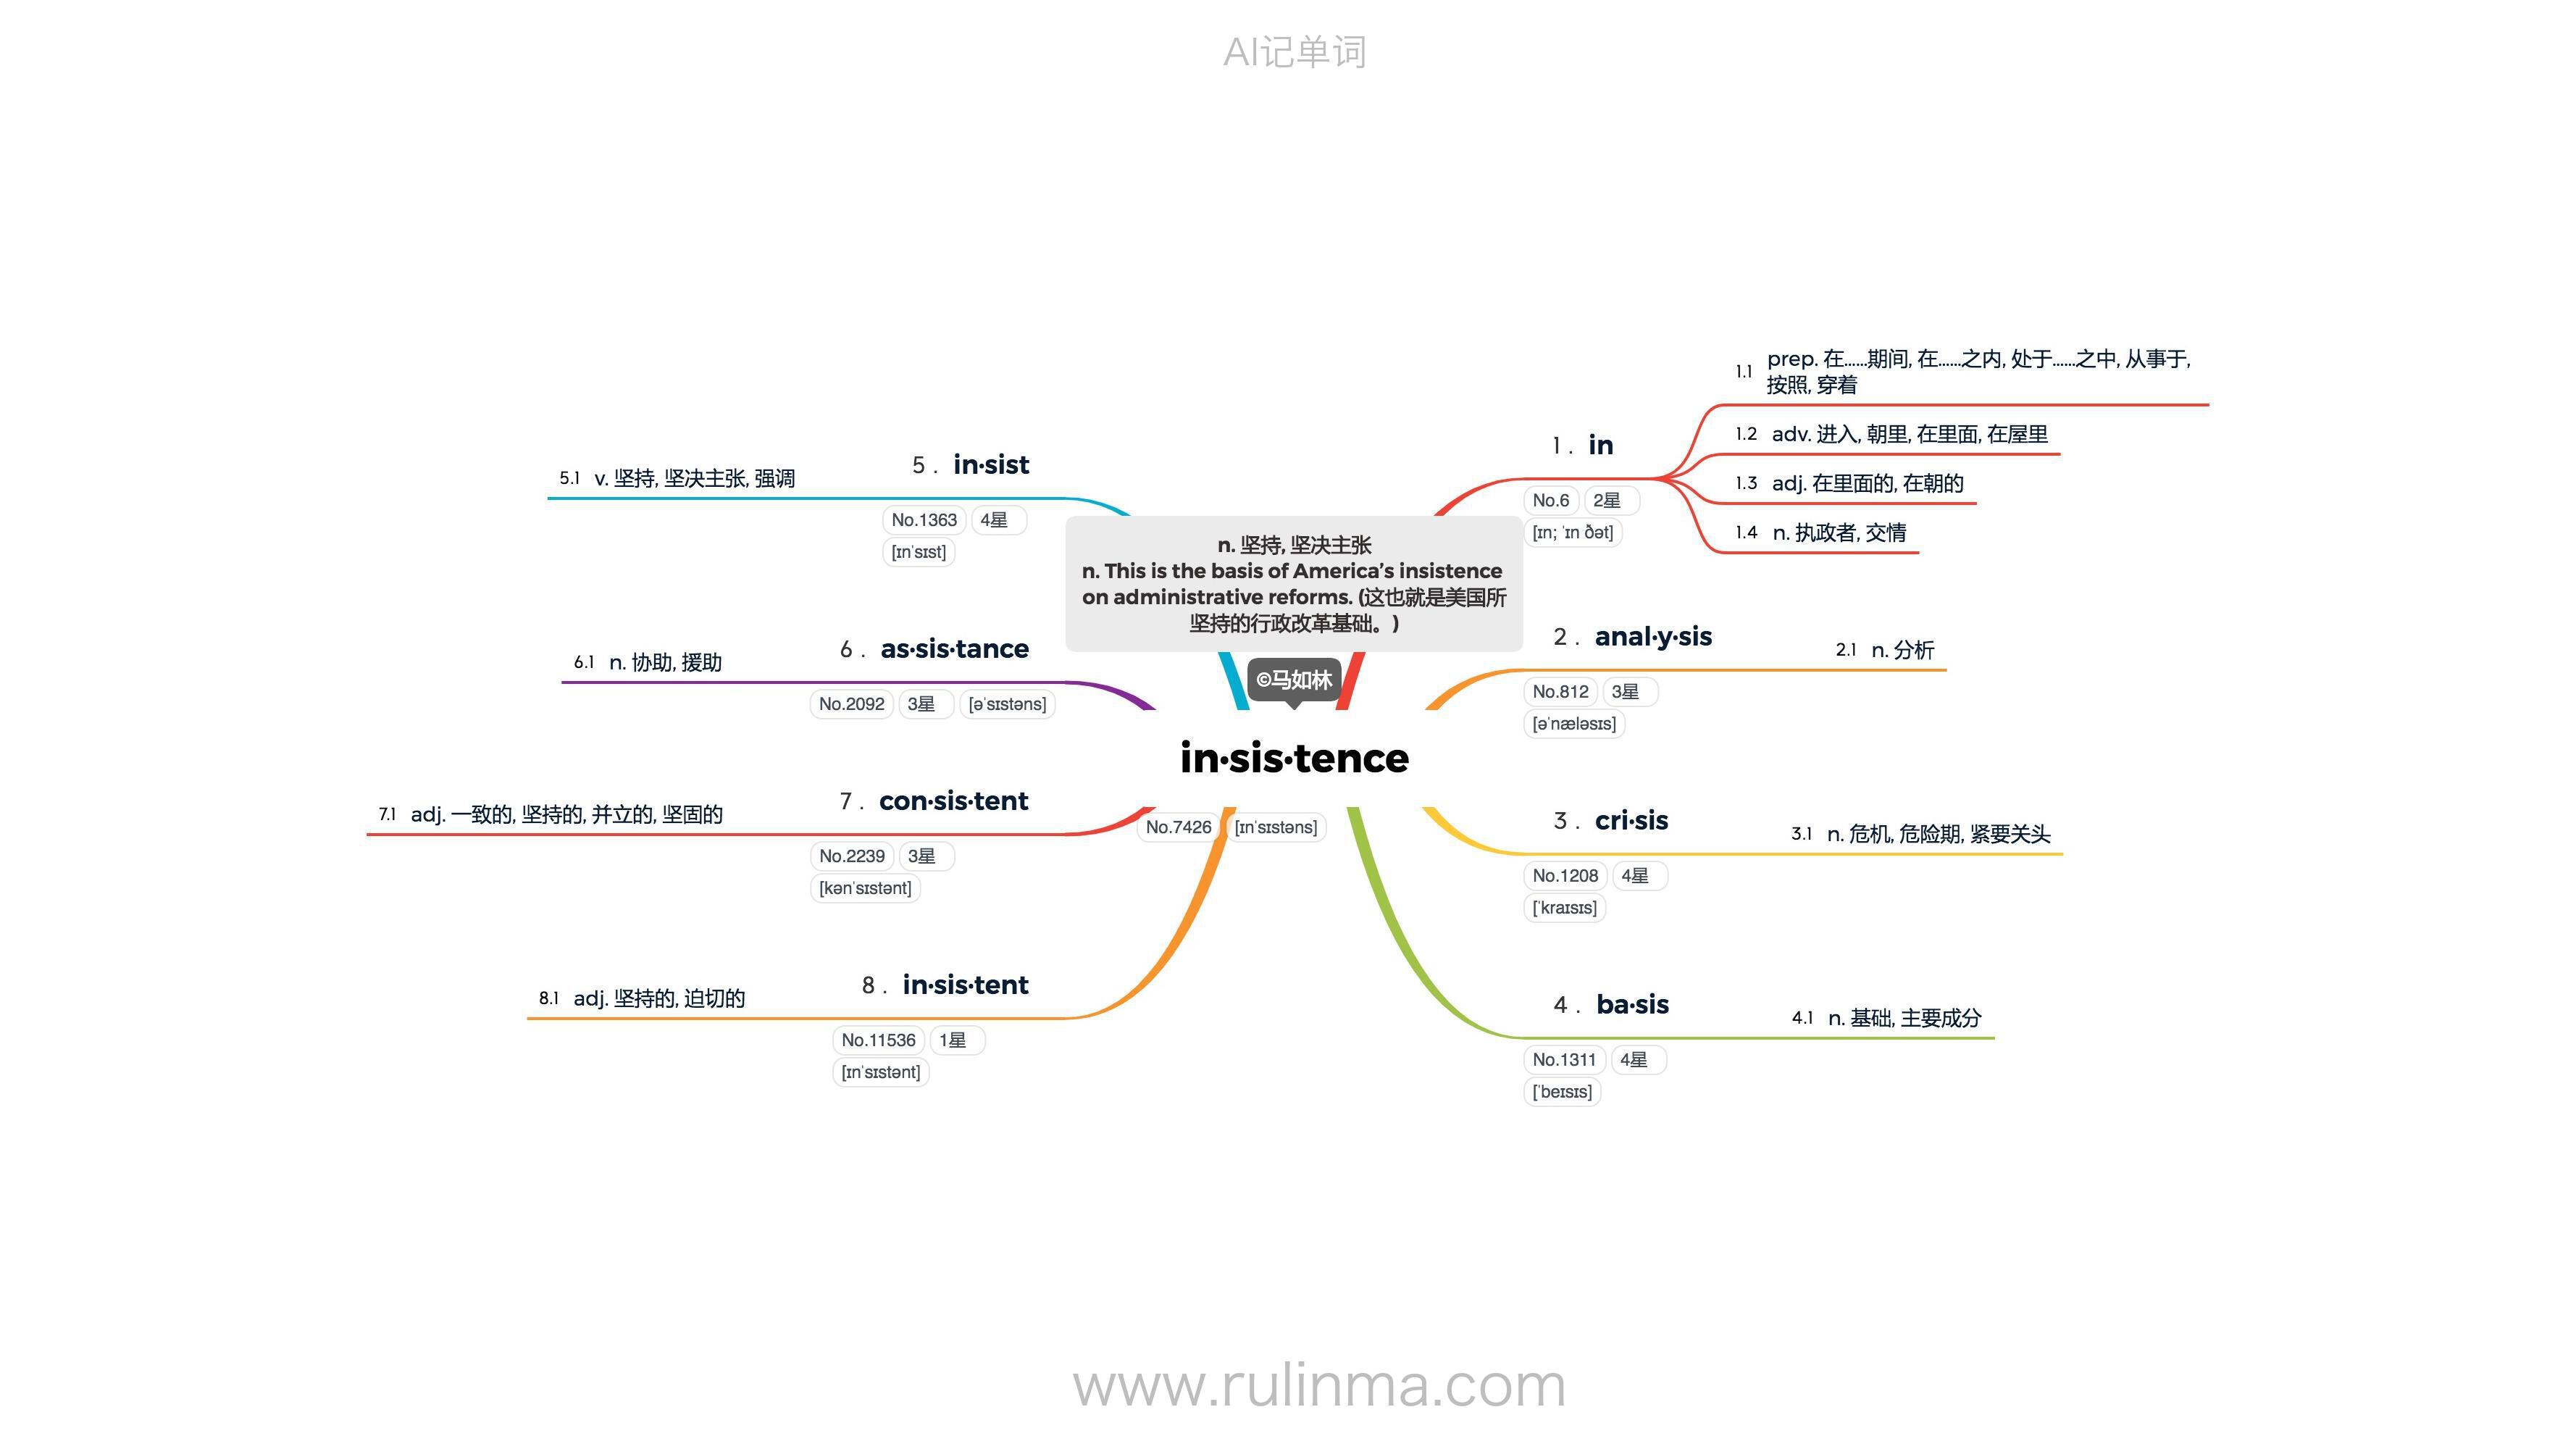 AI记单词
n. 坚持, 坚决主张
n. This is the basis of America’s insistence
on administrative reforms. (这也就是美国所
坚持的行政改革基础。)
©马如林
in·sis·tence
No.7426 [ɪnˈsɪstəns]
1 . in
No.6 2星
[ɪn; ˈɪn ðət]
1.1 prep. 在……期间, 在……之内, 处于……之中, 从事于,
按照, 穿着
1.2 adv. 进入, 朝里, 在里面, 在屋里
1.3 adj. 在里面的, 在朝的
1.4 n. 执政者, 交情
2 . anal·y·sis
No.812 3星
[əˈnæləsɪs]
2.1 n. 分析
3 . cri·sis
No.1208 4星
[ˈkraɪsɪs]
3.1 n. 危机, 危险期, 紧要关头
4 . ba·sis
No.1311 4星
[ˈbeɪsɪs]
4.1 n. 基础, 主要成分
5 . in·sist
No.1363 4星
[ɪnˈsɪst]
5.1 v. 坚持, 坚决主张, 强调
6 . as·sis·tance
No.2092 3星 [əˈsɪstəns]
6.1 n. 协助, 援助
7 . con·sis·tent
No.2239 3星
[kənˈsɪstənt]
7.1 adj. 一致的, 坚持的, 并立的, 坚固的
8 . in·sis·tent
No.11536 1星
[ɪnˈsɪstənt]
8.1 adj. 坚持的, 迫切的
www.rulinma.com